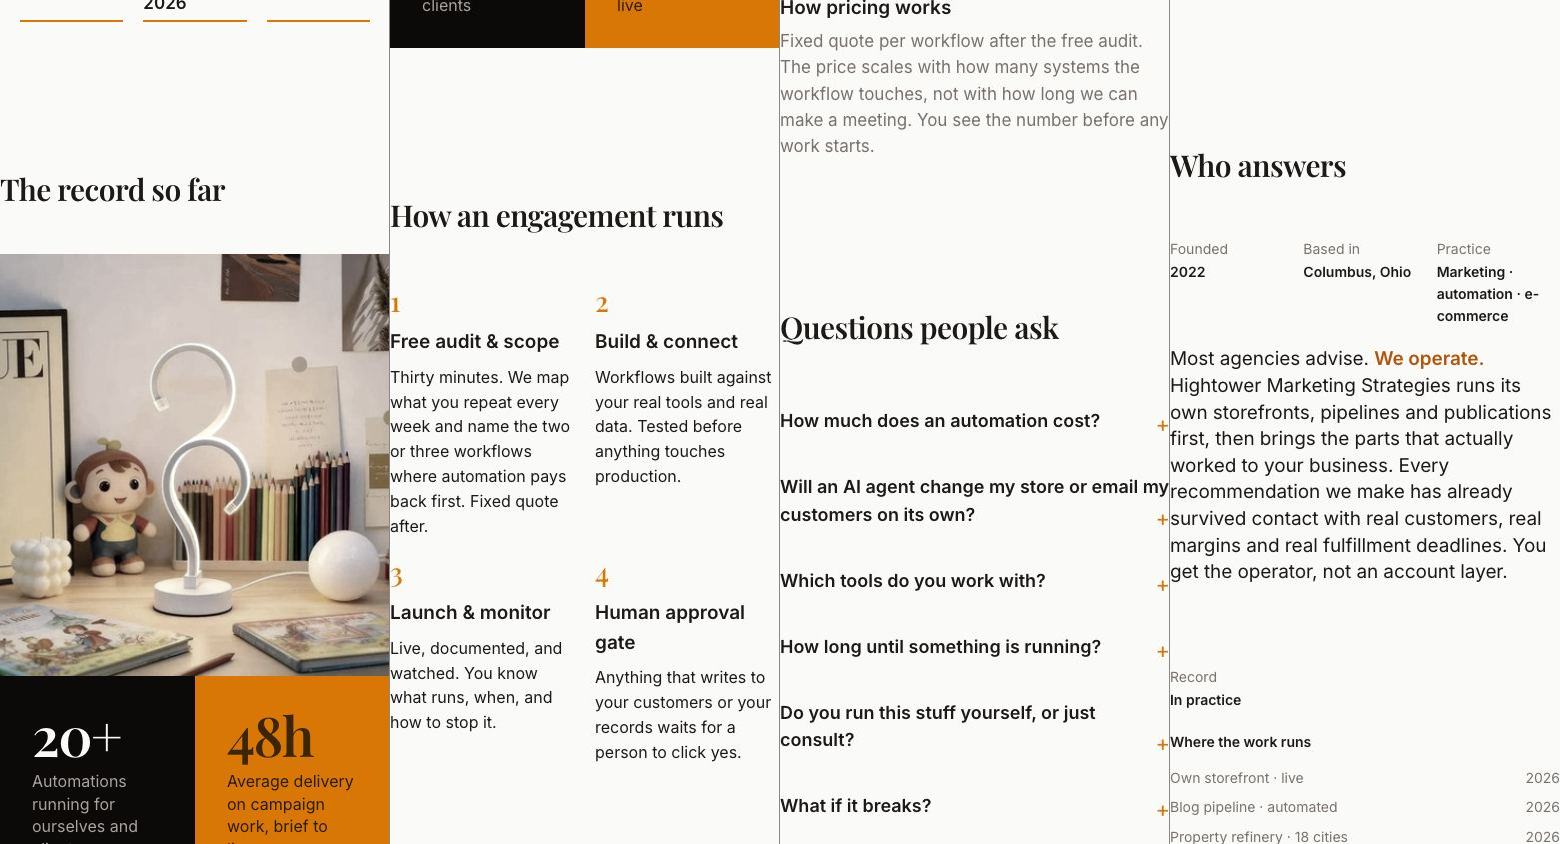 2026
The record so far
UE
20+
Automations
running for
ourselves and
48h
Average delivery
on campaign
work, brief to
clients
live
How an engagement runs
1
Free audit & scope
Thirty minutes. We map
what you repeat every
week and name the two
or three workflows
where automation pays
back first. Fixed quote
after.
2
Build & connect
Workflows built against
your real tools and real
data. Tested before
anything touches
production.
3
Launch & monitor
Live, documented, and
watched. You know
what runs, when, and
how to stop it.
4
Human approval
gate
Anything that writes to
your customers or your
records waits for a
person to click yes.
How pricing works
Fixed quote per workflow after the free audit.
The price scales with how many systems the
workflow touches, not with how long we can
make a meeting. You see the number before any
work starts.
Questions people ask
How much does an automation cost?
+
Will an AI agent change my store or email my
customers on its own?
+
Which tools do you work with?
+
How long until something is running?
+
Do you run this stuff yourself, or just
consult?
+
What if it breaks?
+
Who answers
Founded
2022
Based in
Columbus, Ohio
Practice
Marketing ·
automation · e-
commerce
Most agencies advise. We operate.
Hightower Marketing Strategies runs its
own storefronts, pipelines and publications
first, then brings the parts that actually
worked to your business. Every
recommendation we make has already
survived contact with real customers, real
margins and real fulfillment deadlines. You
get the operator, not an account layer.
Record
In practice
Where the work runs
Own storefront · live 2026
Blog pipeline · automated 2026
Property refinery · 18 cities 2026